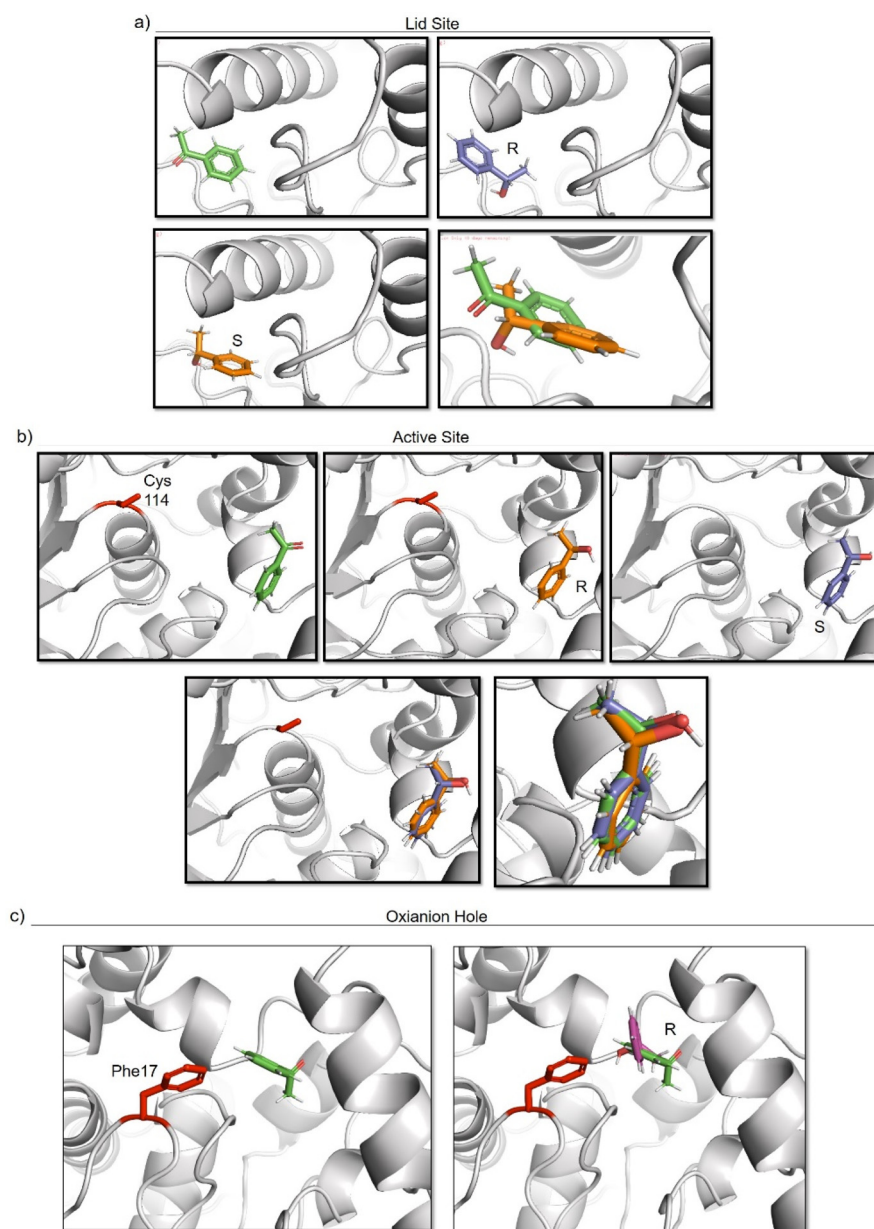 a)
Lid Site
R
S
b)
Active Site
Cys
114
R
S
c)
Oxianion Hole
Phe17
R